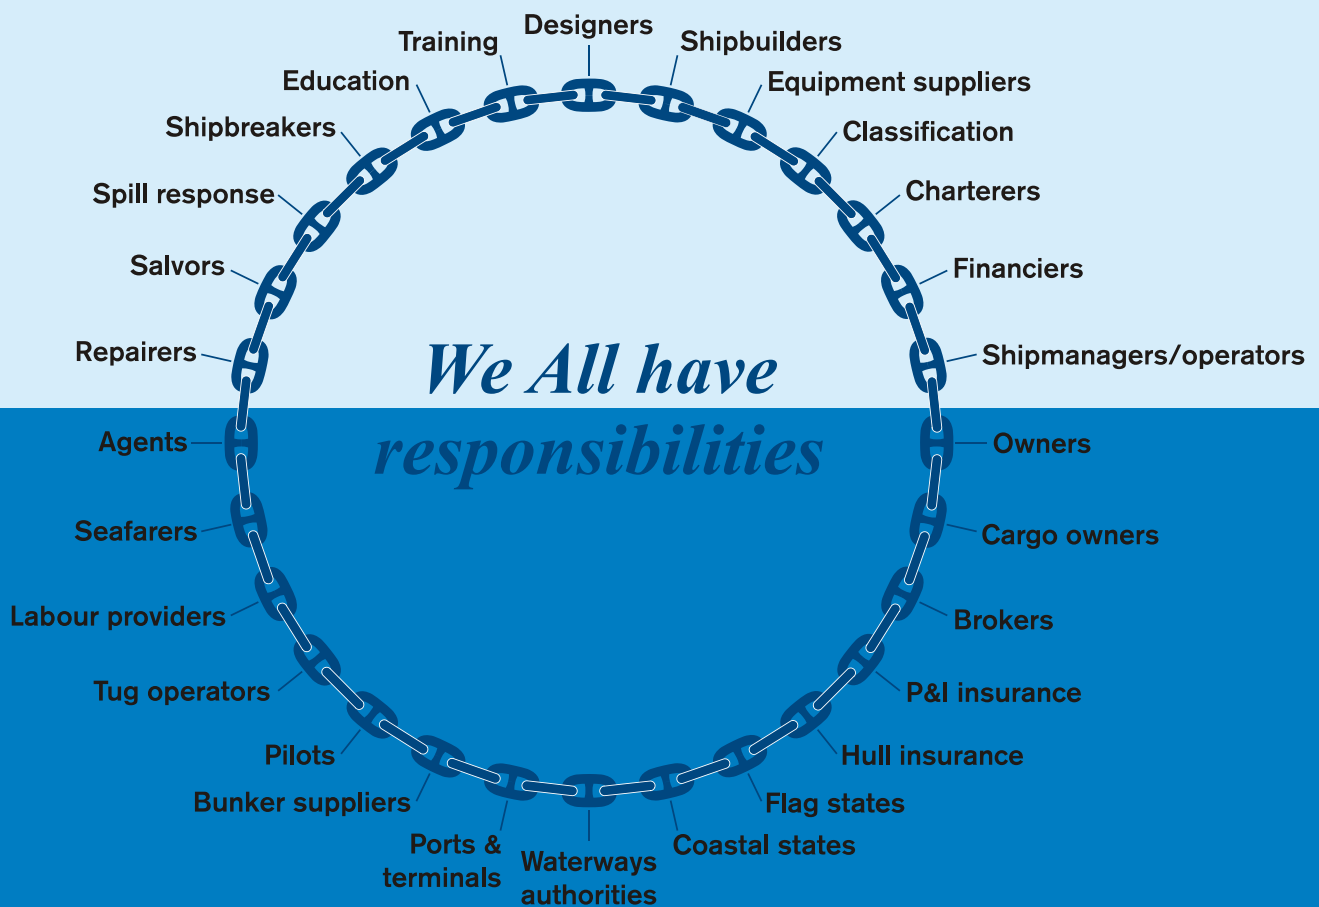 Designers
Shipbuilders
Equipment suppliers
Classification
Charterers
Financiers
Shipmanagers/operators
Owners
Cargo owners
Brokers
P&I insurance
Hull insurance
Flag states
Coastal states
Waterways
authorities
Ports &
terminals
Bunker suppliers
Pilots
Tug operators
Labour providers
Seafarers
Agents
Repairers
Salvors
Spill response
Shipbreakers
Education
Training
We All have
responsibilities